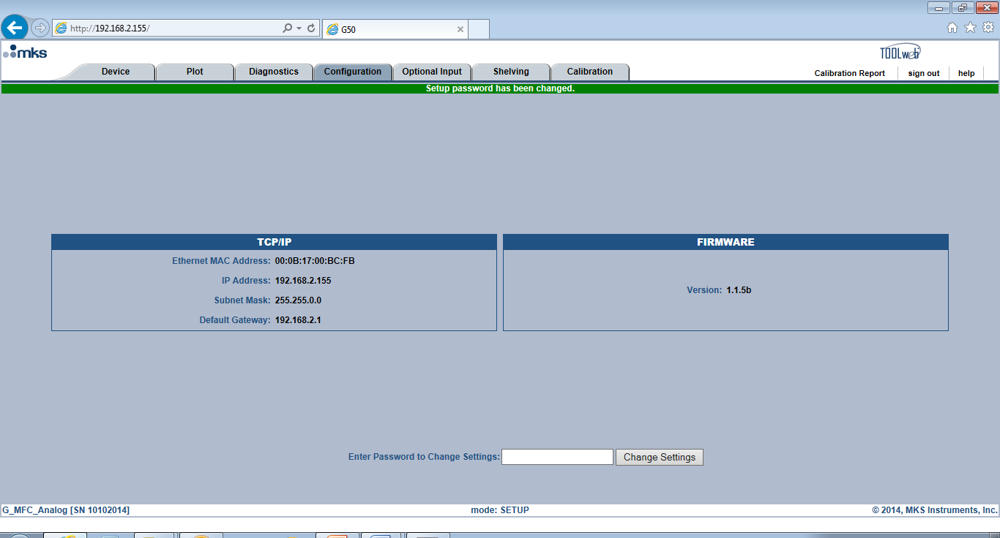 http://192.168.2.155/
G50
mks
TOOLweb
Device Plot Diagnostics Configuration Optional Input Shelving Calibration
Calibration Report sign out help
Setup password has been changed.
TCP/IP
Ethernet MAC Address: 00:0B:17:00:BC:FB
IP Address: 192.168.2.155
Subnet Mask: 255.255.0.0
Default Gateway: 192.168.2.1
FIRMWARE
Version: 1.1.5b
Enter Password to Change Settings: Change Settings
G_MFC_Analog [SN 10102014] mode: SETUP © 2014, MKS Instruments, Inc.